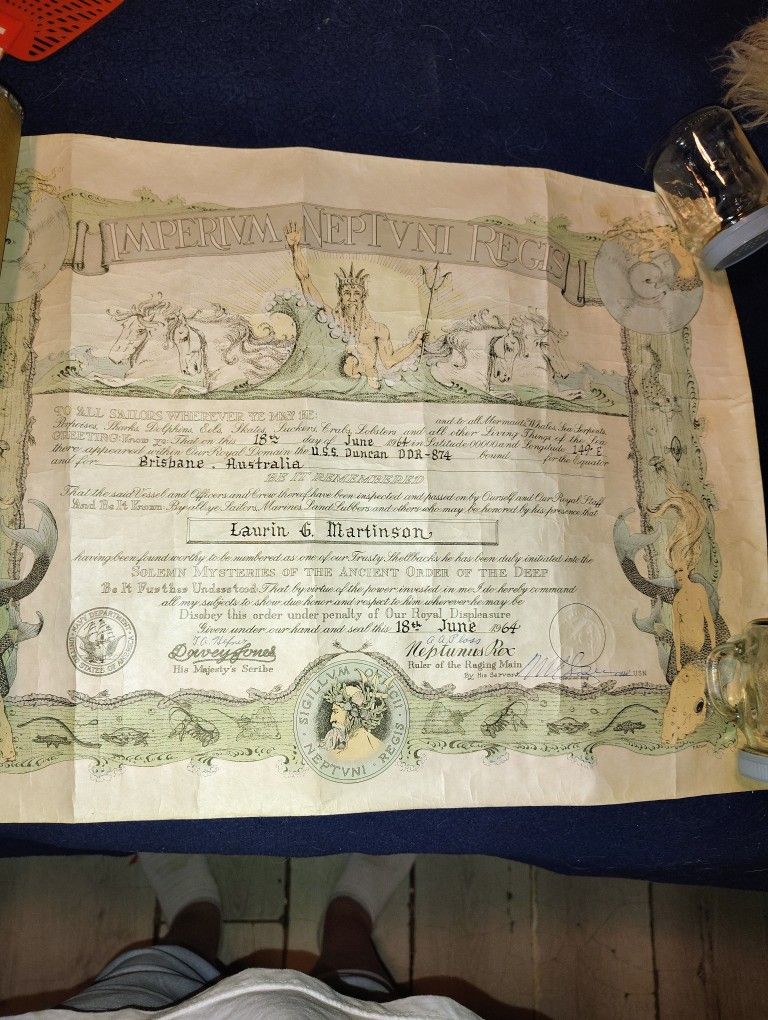 IMPERIVM NEPTVNI REGIS
TO ALL SAILORS WHEREVER YE MAY BE: and to all Mermaids, Whales, Sea Serpents,
Porpoises, Sharks, Dolphins, Eels, Skates, Suckers, Crabs, Lobsters and all other Living Things of the Sea
GREETING: Know ye: That on this 18th day of June 1964 in Latitude 00000 and Longitude 149° E.
there appeared within Our Royal Domain the U.S.S. Duncan DDR-874 bound for the Equator
and for Brisbane, Australia
BE IT REMEMBERED
That the said Vessel and Officers and Crew thereof have been inspected and passed on by Ourself and Our Royal Staff
And Be It Known: By all ye Sailors, Marines, Land Lubbers and others who may be honored by his presence that
Laurin G. Martinson
having been found worthy to be numbered as one of our Trusty Shellbacks he has been duly initiated into the
SOLEMN MYSTERIES OF THE ANCIENT ORDER OF THE DEEP
Be It Further Understood: That by virtue of the power invested in me I do hereby command
all my subjects to show due honor and respect to him wherever he may be
Disobey this order under penalty of Our Royal Displeasure
Given under our hand and seal this 18th June 1964
Davey Jones
His Majesty's Scribe
Neptunus Rex
Ruler of the Raging Main
By His Servant USN
NAVY DEPARTMENT
UNITED STATES OF AMERICA
SIGILLVM OFFICII
NEPTVNI REGIS